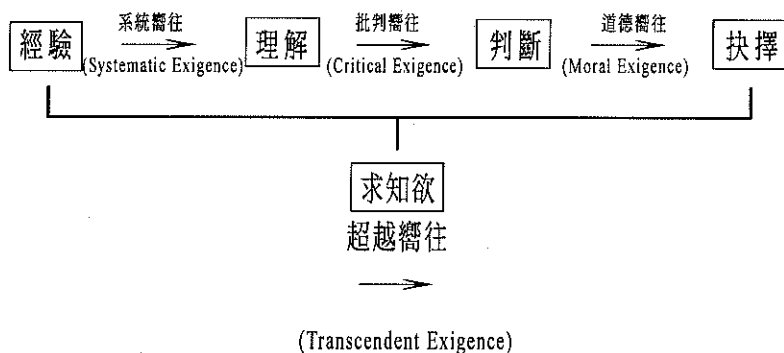 系統嚮往 批判嚮往 道德嚮往
經驗 理解 判斷 抉擇
(Systematic Exigence) (Critical Exigence) (Moral Exigence)
求知欲
超越嚮往
(Transcendent Exigence)